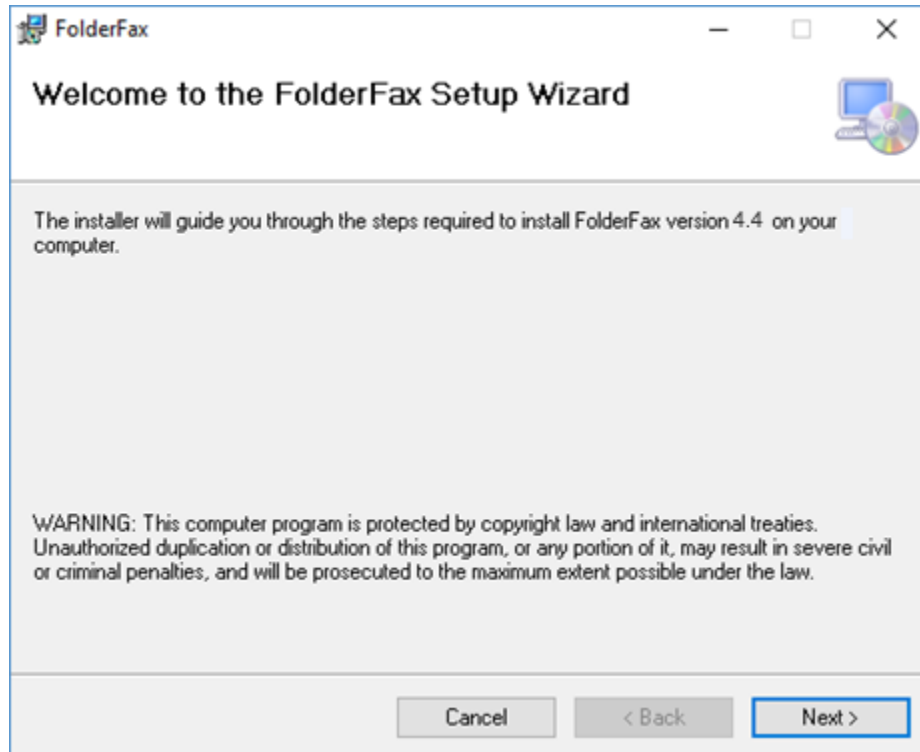 FolderFax
Welcome to the FolderFax Setup Wizard
The installer will guide you through the steps required to install FolderFax version 4.4 on your
computer.
WARNING: This computer program is protected by copyright law and international treaties.
Unauthorized duplication or distribution of this program, or any portion of it, may result in severe civil
or criminal penalties, and will be prosecuted to the maximum extent possible under the law.
Cancel
< Back
Next >